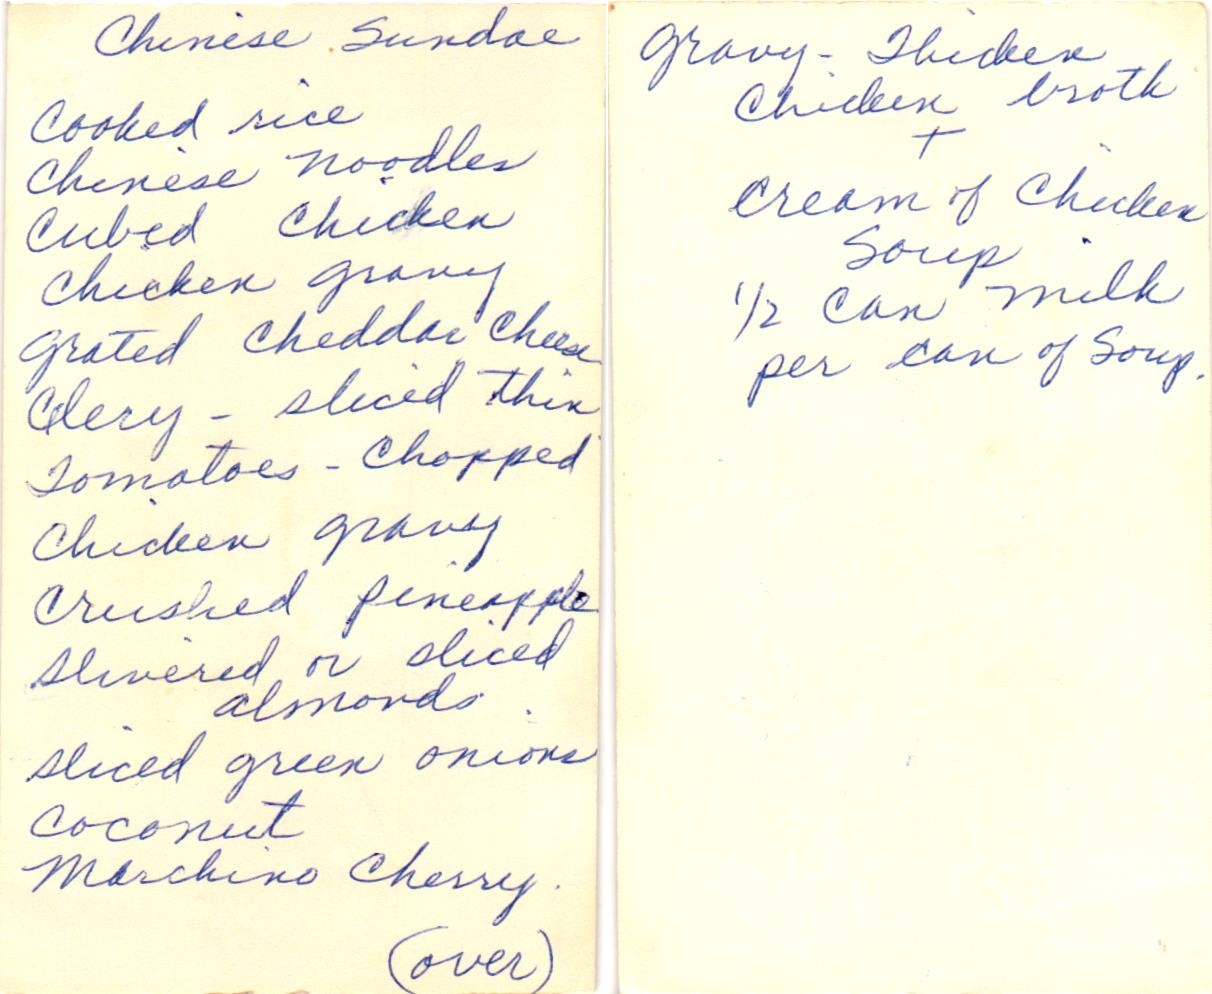 Chinese Sundae
Cooked rice
Chinese noodles
Cubed Chicken
Chicken gravy
Grated Cheddar Cheese
Clery - sliced thin
Tomatoes - Chopped
Chicken gravy
Crushed pineapple
Slivered or sliced
almonds.
sliced green onions
Coconut
Marchino Cherry.
(over)
Gravy - Thicken
Chicken broth
+
Cream of Chicken
Soup
1/2 Can milk
per can of Soup.